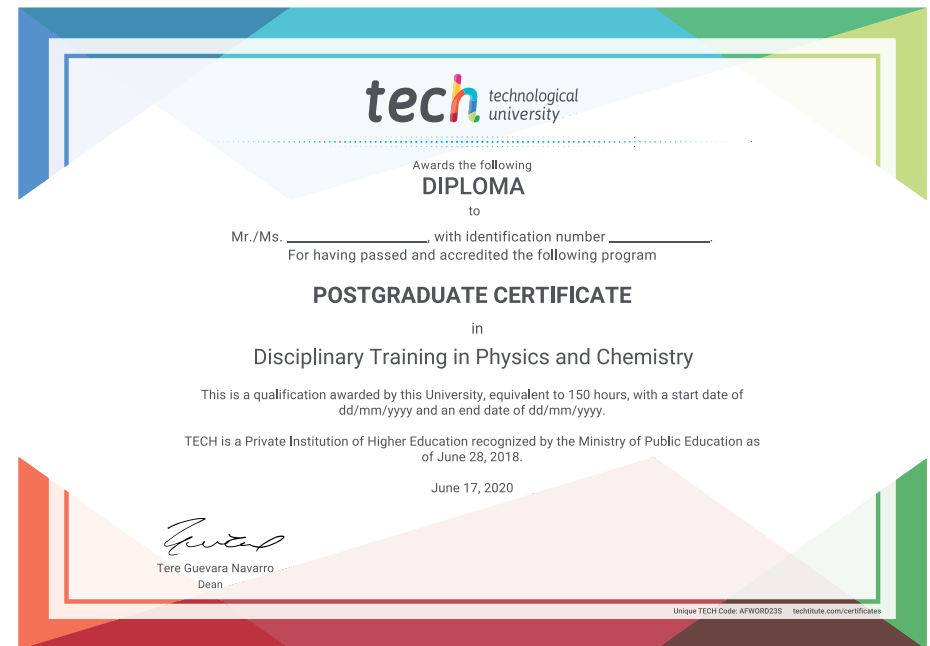 tech technological
university
Awards the following
DIPLOMA
to
Mr./Ms. ____________________, with identification number ______________.
For having passed and accredited the following program
POSTGRADUATE CERTIFICATE
in
Disciplinary Training in Physics and Chemistry
This is a qualification awarded by this University, equivalent to 150 hours, with a start date of
dd/mm/yyyy and an end date of dd/mm/yyyy.
TECH is a Private Institution of Higher Education recognized by the Ministry of Public Education as
of June 28, 2018.
June 17, 2020
Tere Guevara Navarro
Dean
Unique TECH Code: AFWORD23S techtitute.com/certificates